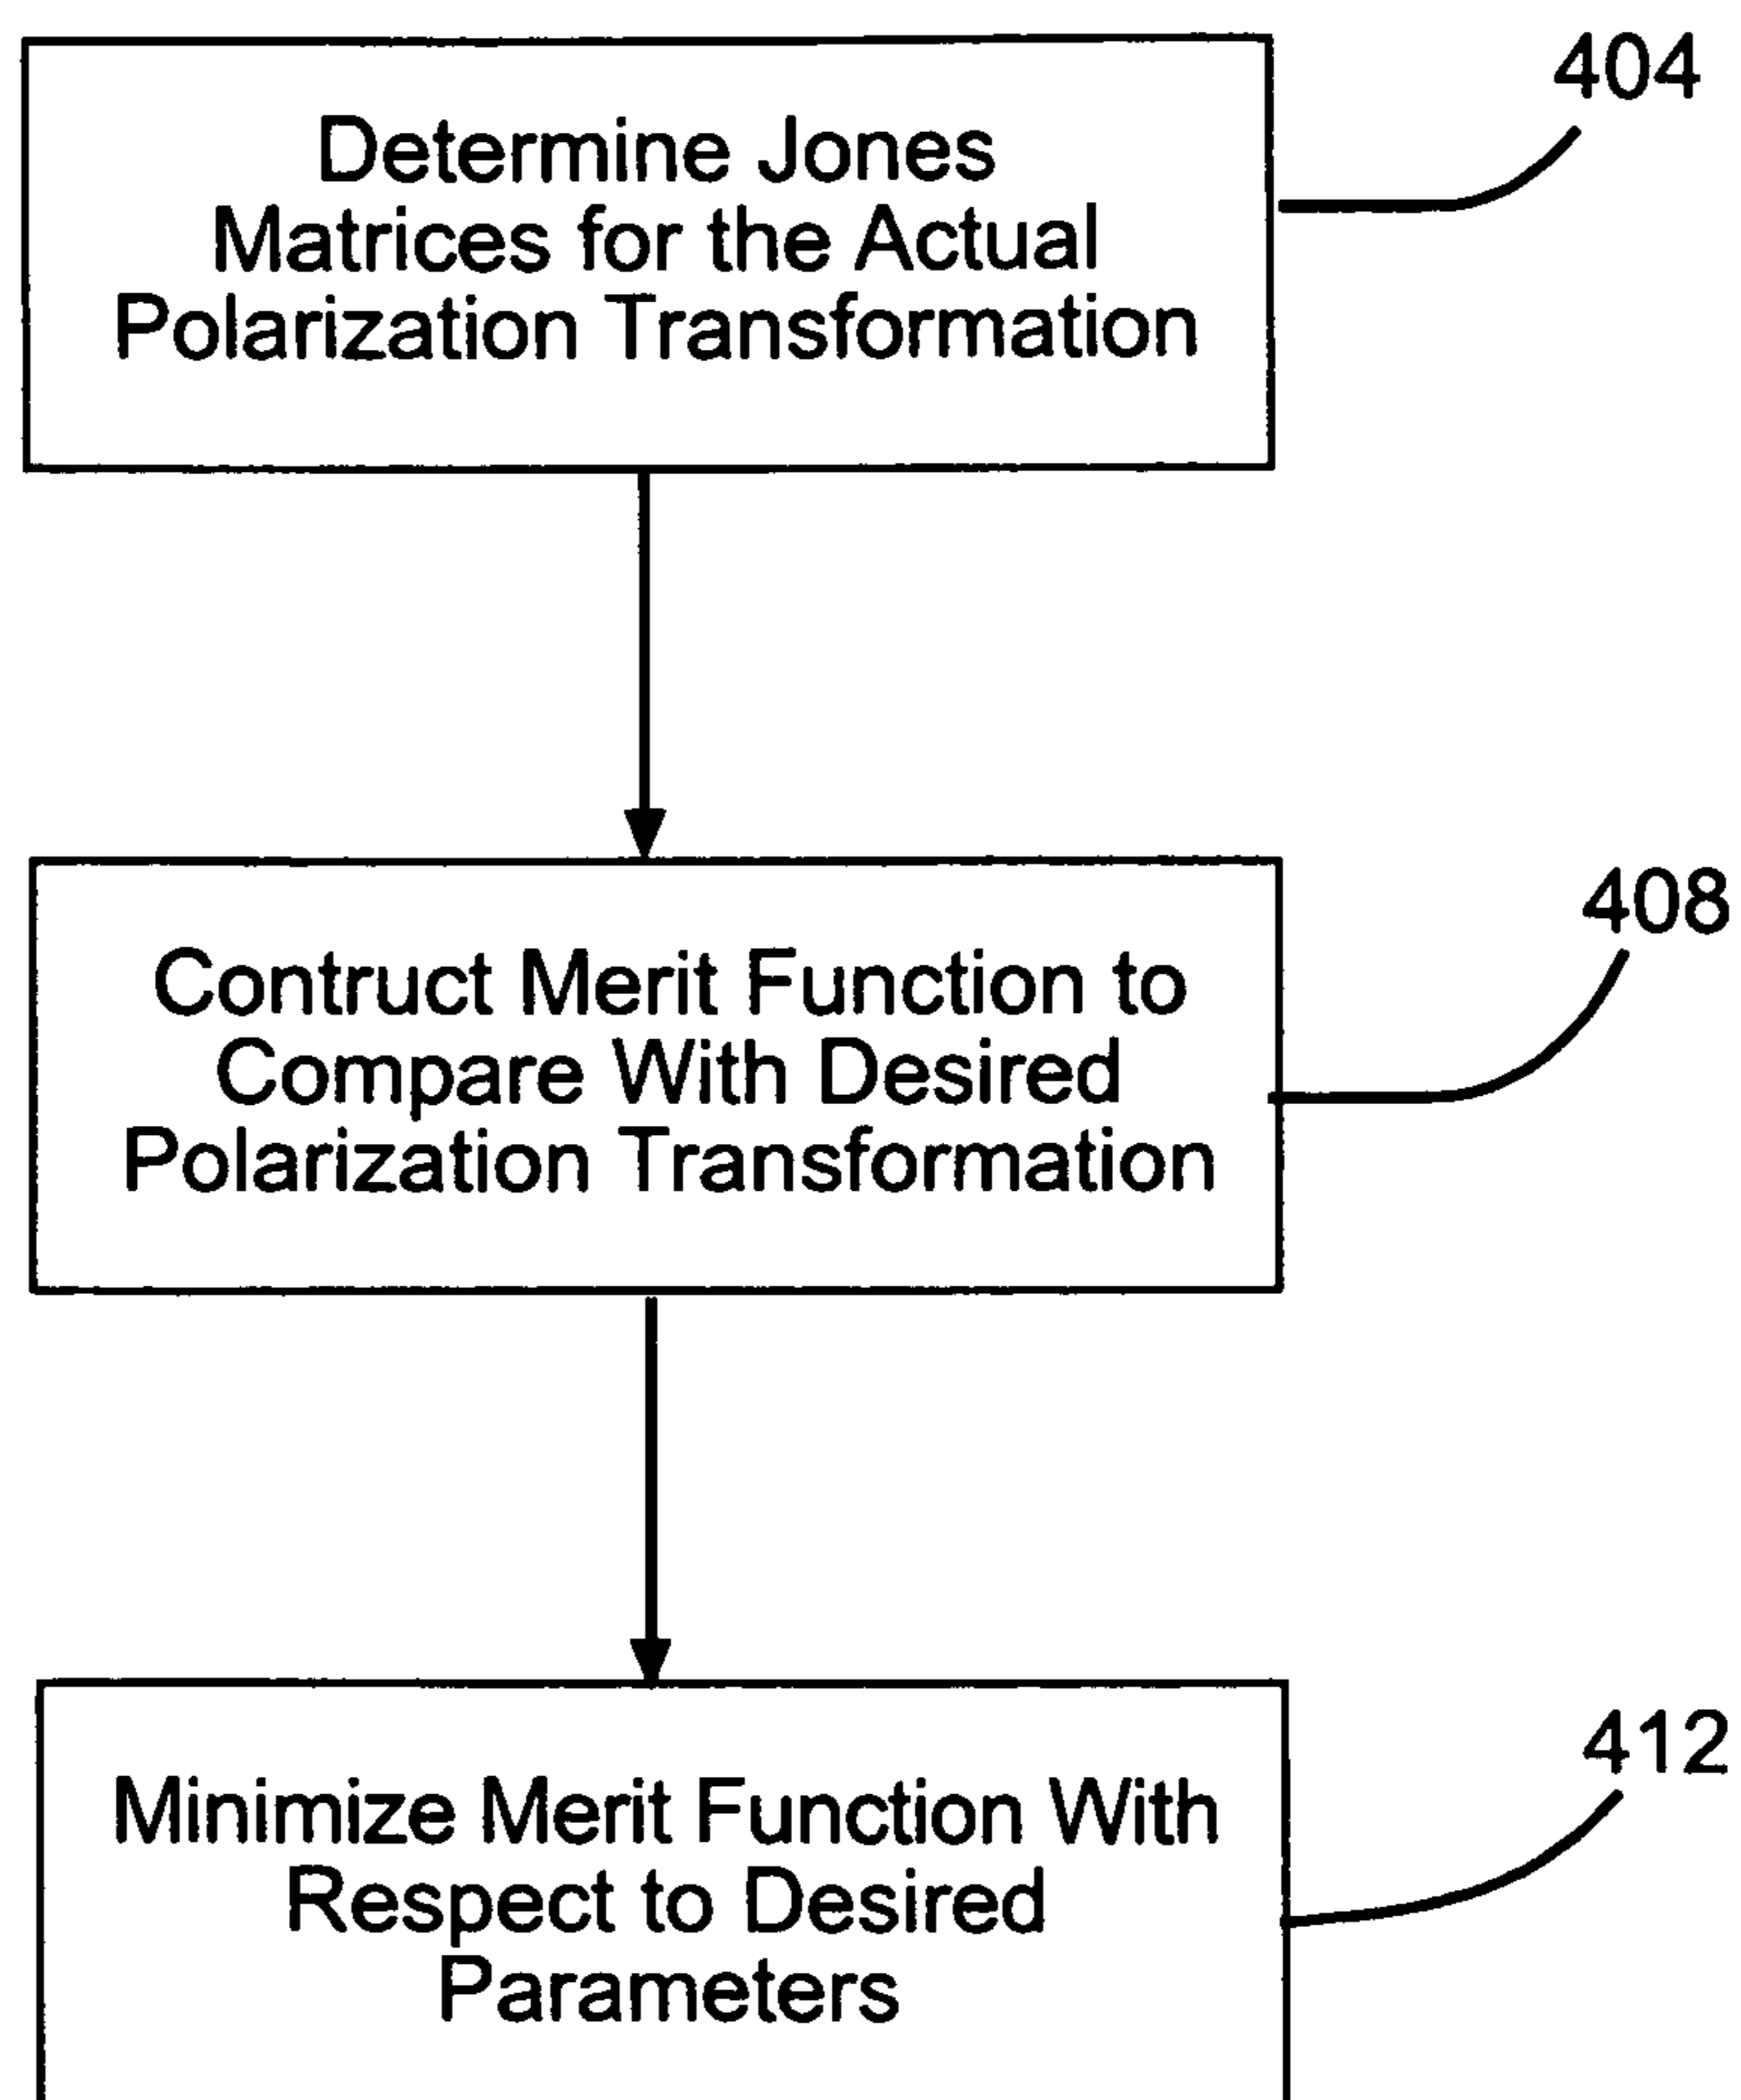 404
Determine Jones
Matrices for the Actual
Polarization Transformation
408
Contruct Merit Function to
Compare With Desired
Polarization Transformation
412
Minimize Merit Function With
Respect to Desired
Parameters